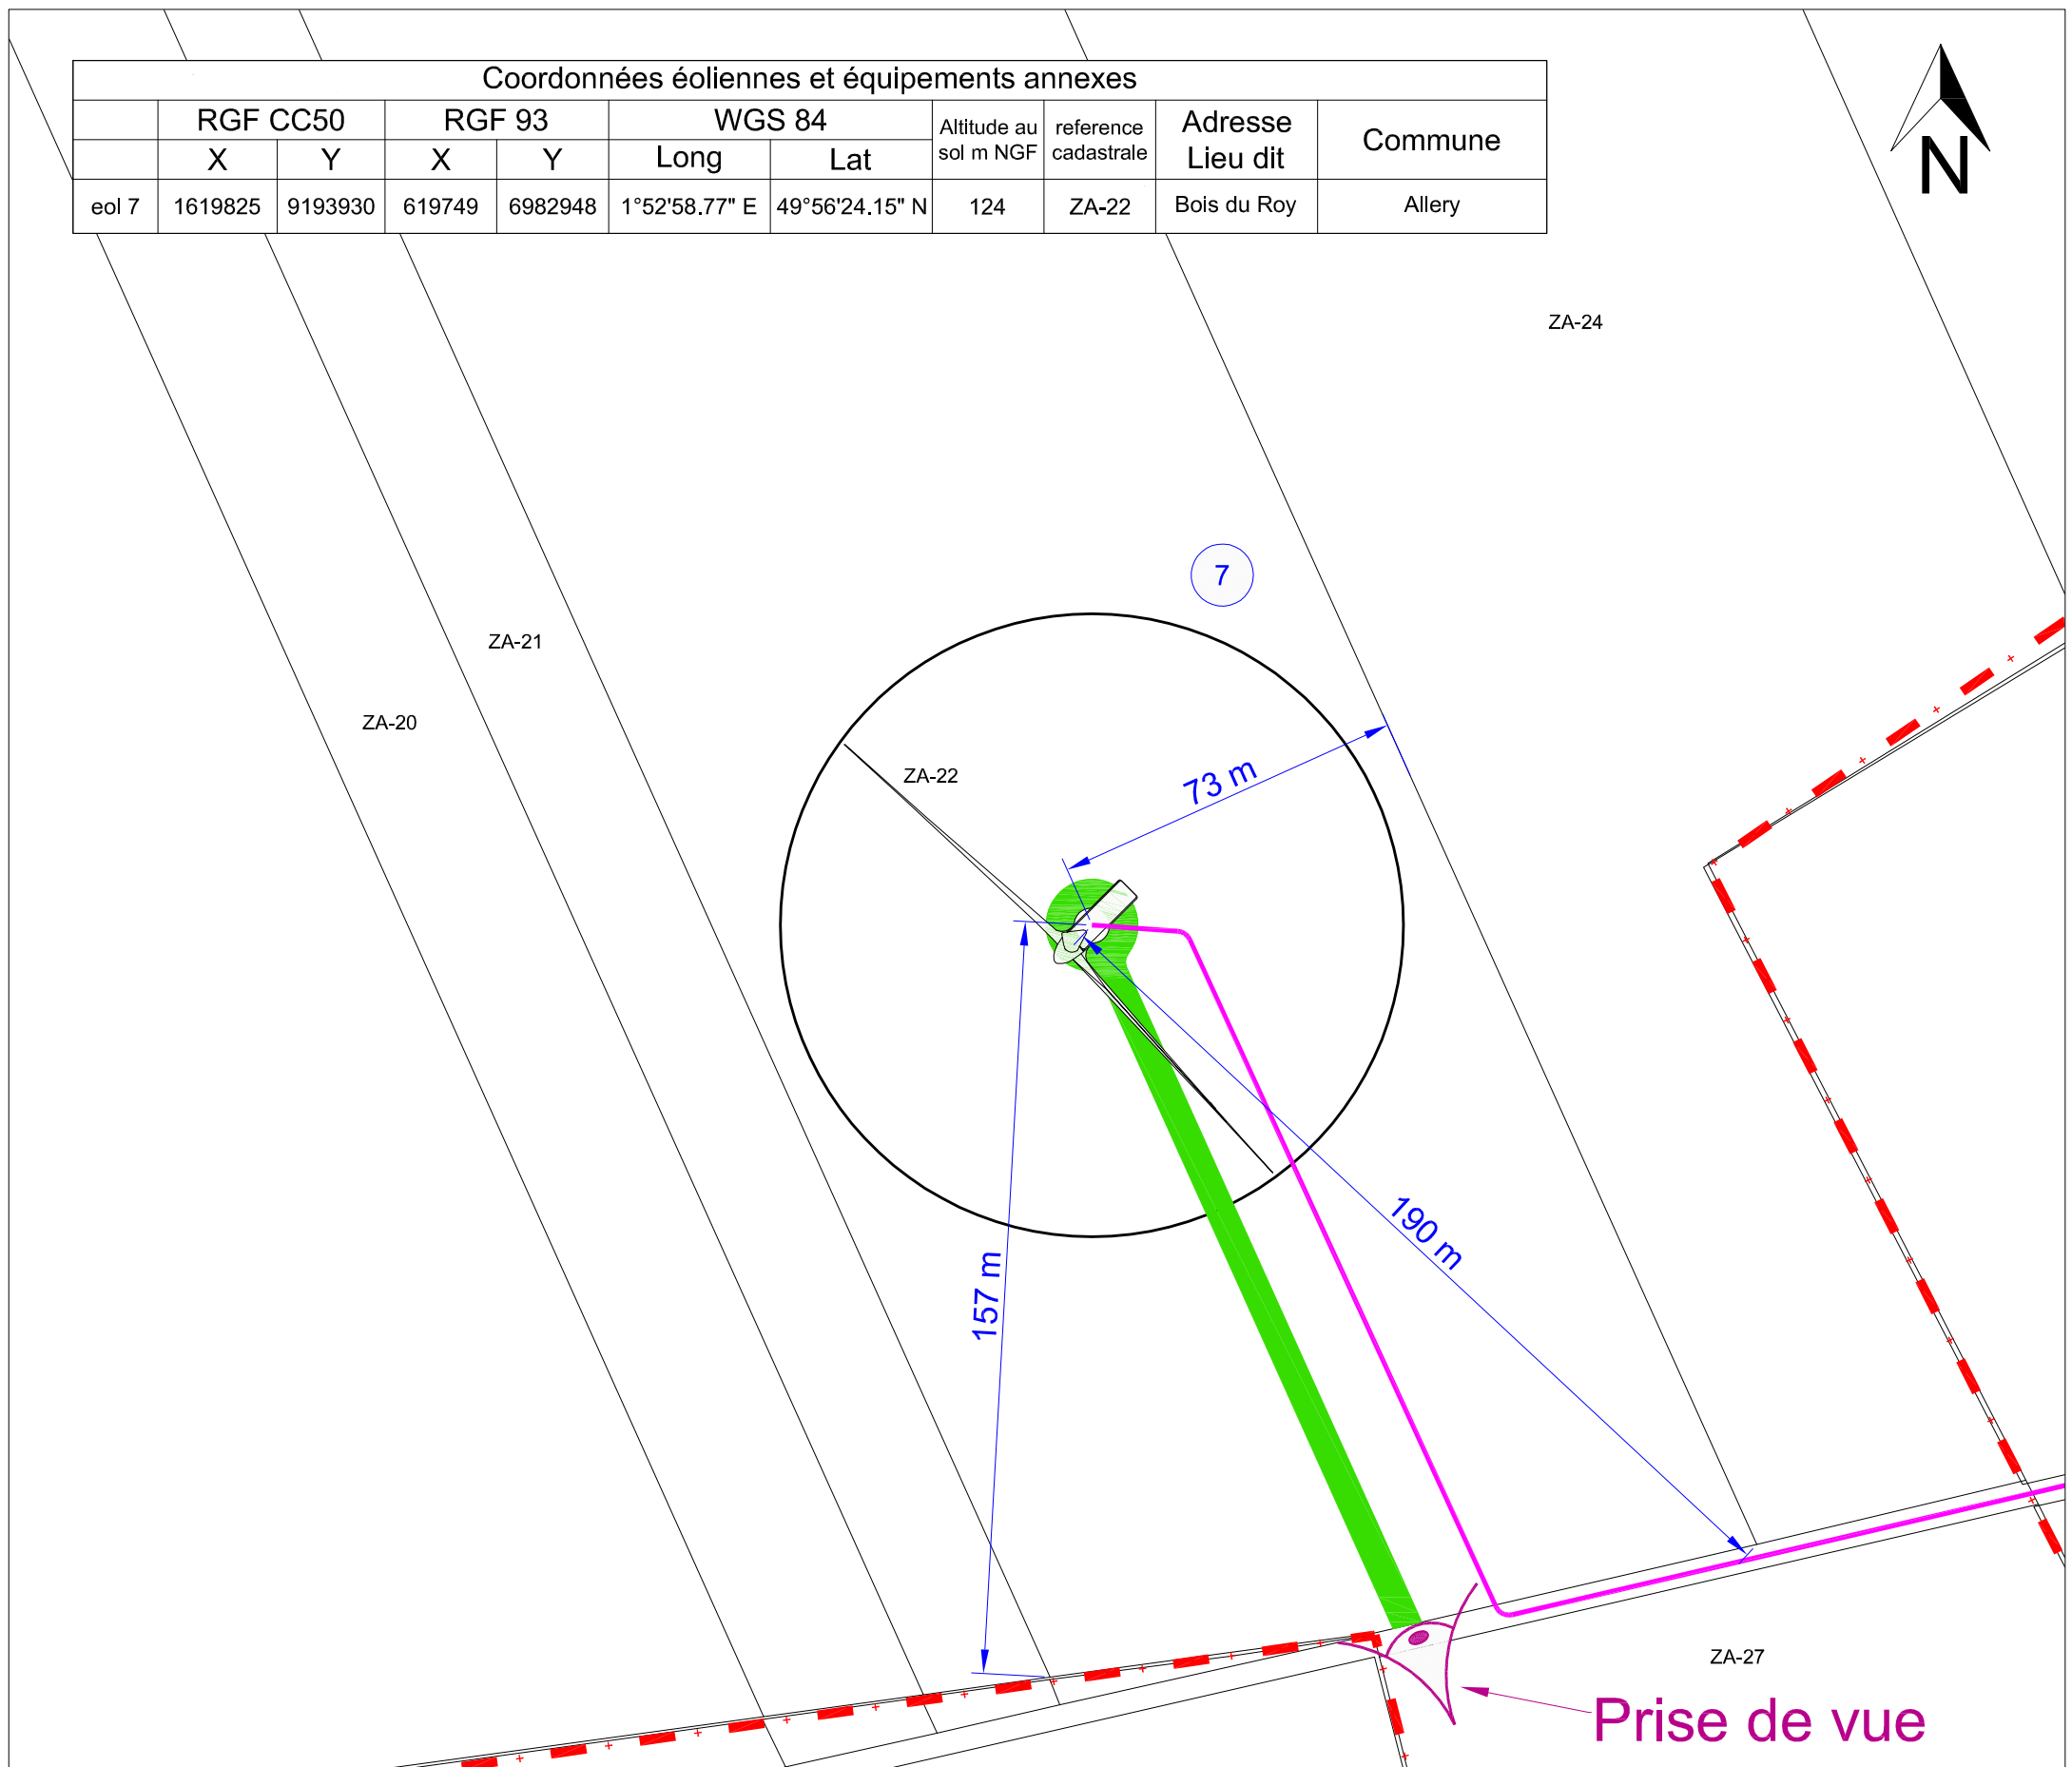 Coordonnées éoliennes et équipements annexes
RGF CC50 RGF 93 WGS 84 Altitude au sol m NGF reference cadastrale Adresse Lieu dit Commune
X Y X Y Long Lat
eol 7 1619825 9193930 619749 6982948 1°52'58.77" E 49°56'24.15" N 124 ZA-22 Bois du Roy Allery
N
ZA-24
7
ZA-21
ZA-20
ZA-22
73 m
190 m
157 m
ZA-27
Prise de vue